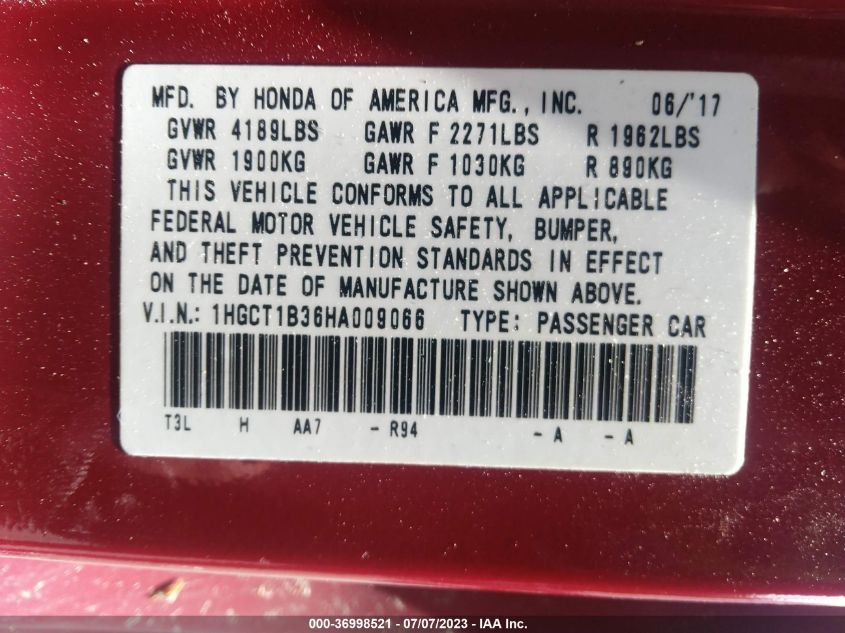 MFD. BY HONDA OF AMERICA MFG., INC. 06/'17
GVWR 4189LBS GAWR F 2271LBS R 1962LBS
GVWR 1900KG GAWR F 1030KG R 890KG
THIS VEHICLE CONFORMS TO ALL APPLICABLE
FEDERAL MOTOR VEHICLE SAFETY, BUMPER,
AND THEFT PREVENTION STANDARDS IN EFFECT
ON THE DATE OF MANUFACTURE SHOWN ABOVE.
V.I.N.: 1HGCT1B36HA009066 TYPE: PASSENGER CAR
T3L H AA7 - R94 - A - A
000-36998521 - 07/07/2023 - IAA Inc.